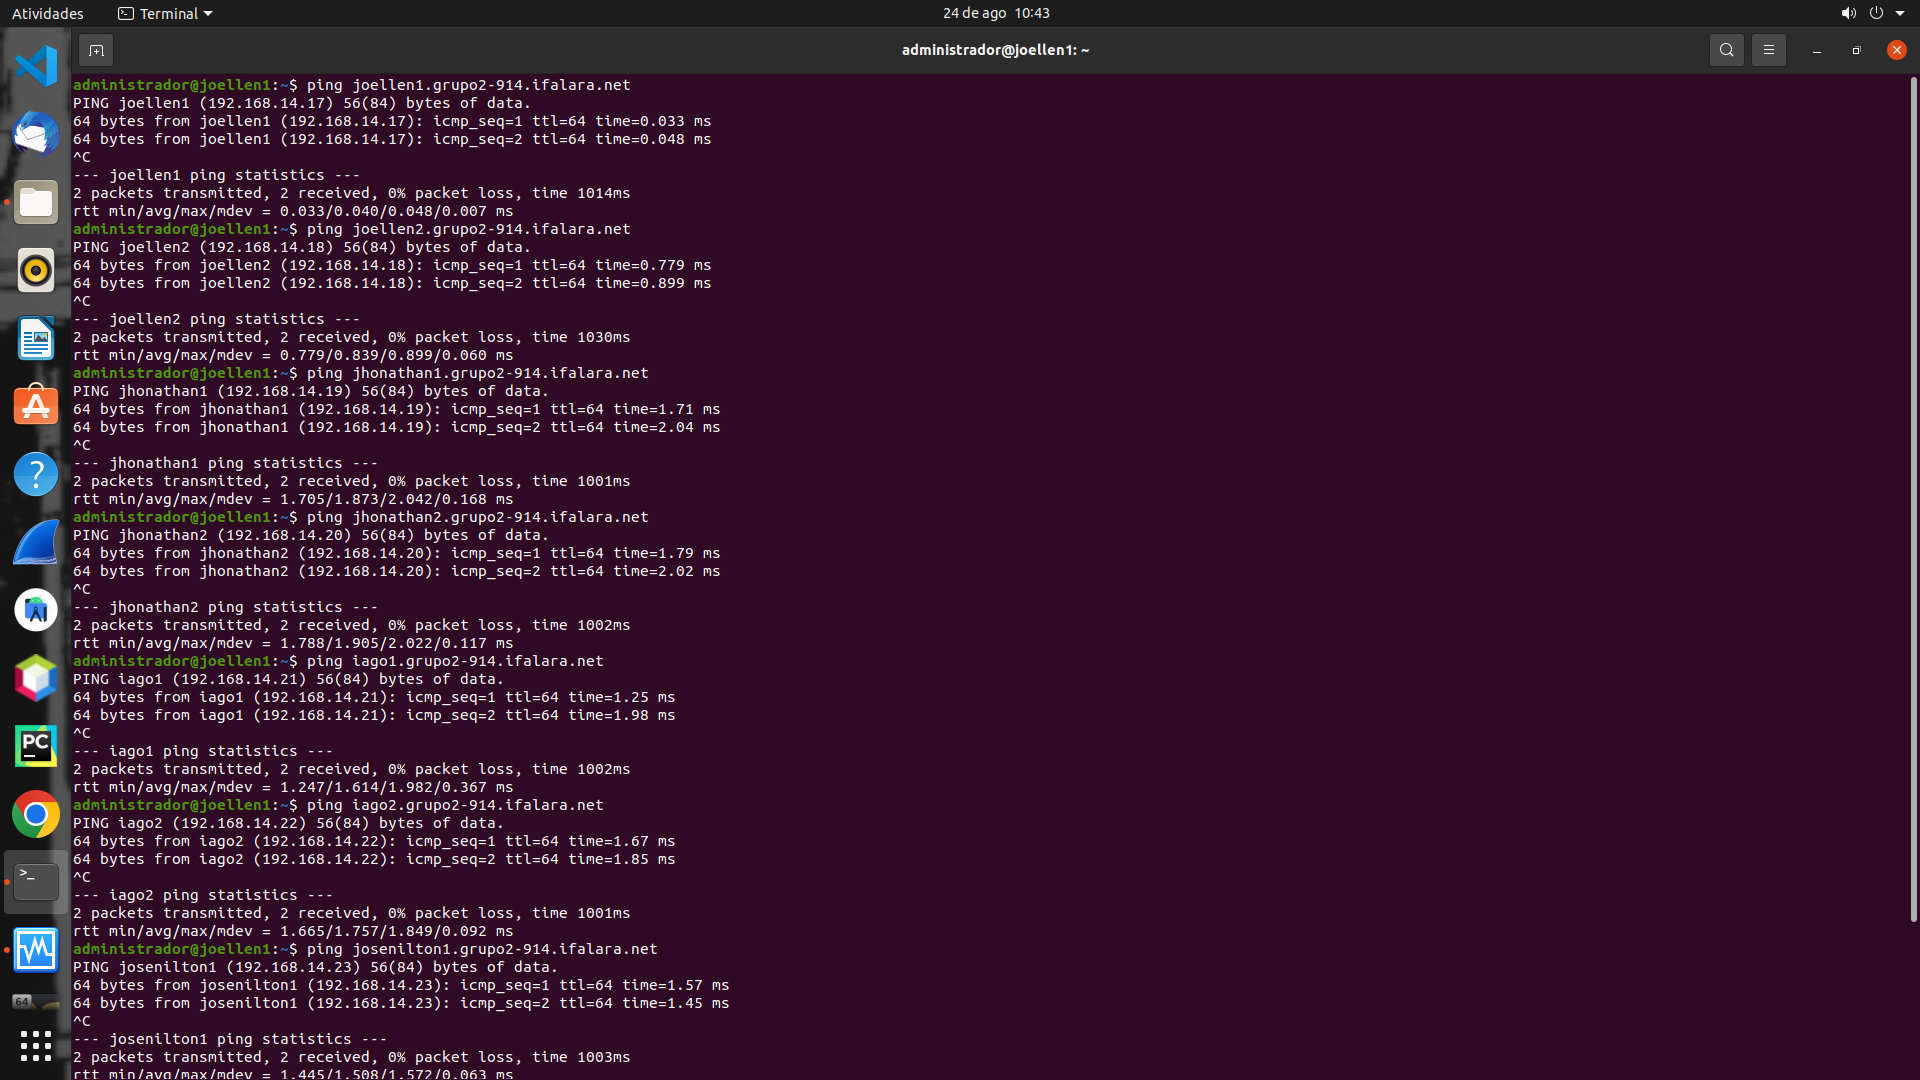 Atividades
Terminal
24 de ago 10:43
administrador@joellen1: ~
administrador@joellen1:~$ ping joellen1.grupo2-914.ifalara.net
PING joellen1 (192.168.14.17) 56(84) bytes of data.
64 bytes from joellen1 (192.168.14.17): icmp_seq=1 ttl=64 time=0.033 ms
64 bytes from joellen1 (192.168.14.17): icmp_seq=2 ttl=64 time=0.048 ms
^C
--- joellen1 ping statistics ---
2 packets transmitted, 2 received, 0% packet loss, time 1014ms
rtt min/avg/max/mdev = 0.033/0.040/0.048/0.007 ms
administrador@joellen1:~$ ping joellen2.grupo2-914.ifalara.net
PING joellen2 (192.168.14.18) 56(84) bytes of data.
64 bytes from joellen2 (192.168.14.18): icmp_seq=1 ttl=64 time=0.779 ms
64 bytes from joellen2 (192.168.14.18): icmp_seq=2 ttl=64 time=0.899 ms
^C
--- joellen2 ping statistics ---
2 packets transmitted, 2 received, 0% packet loss, time 1030ms
rtt min/avg/max/mdev = 0.779/0.839/0.899/0.060 ms
administrador@joellen1:~$ ping jhonathan1.grupo2-914.ifalara.net
PING jhonathan1 (192.168.14.19) 56(84) bytes of data.
64 bytes from jhonathan1 (192.168.14.19): icmp_seq=1 ttl=64 time=1.71 ms
64 bytes from jhonathan1 (192.168.14.19): icmp_seq=2 ttl=64 time=2.04 ms
^C
--- jhonathan1 ping statistics ---
2 packets transmitted, 2 received, 0% packet loss, time 1001ms
rtt min/avg/max/mdev = 1.705/1.873/2.042/0.168 ms
administrador@joellen1:~$ ping jhonathan2.grupo2-914.ifalara.net
PING jhonathan2 (192.168.14.20) 56(84) bytes of data.
64 bytes from jhonathan2 (192.168.14.20): icmp_seq=1 ttl=64 time=1.79 ms
64 bytes from jhonathan2 (192.168.14.20): icmp_seq=2 ttl=64 time=2.02 ms
^C
--- jhonathan2 ping statistics ---
2 packets transmitted, 2 received, 0% packet loss, time 1002ms
rtt min/avg/max/mdev = 1.788/1.905/2.022/0.117 ms
administrador@joellen1:~$ ping iago1.grupo2-914.ifalara.net
PING iago1 (192.168.14.21) 56(84) bytes of data.
64 bytes from iago1 (192.168.14.21): icmp_seq=1 ttl=64 time=1.25 ms
64 bytes from iago1 (192.168.14.21): icmp_seq=2 ttl=64 time=1.98 ms
^C
--- iago1 ping statistics ---
2 packets transmitted, 2 received, 0% packet loss, time 1002ms
rtt min/avg/max/mdev = 1.247/1.614/1.982/0.367 ms
administrador@joellen1:~$ ping iago2.grupo2-914.ifalara.net
PING iago2 (192.168.14.22) 56(84) bytes of data.
64 bytes from iago2 (192.168.14.22): icmp_seq=1 ttl=64 time=1.67 ms
64 bytes from iago2 (192.168.14.22): icmp_seq=2 ttl=64 time=1.85 ms
^C
--- iago2 ping statistics ---
2 packets transmitted, 2 received, 0% packet loss, time 1001ms
rtt min/avg/max/mdev = 1.665/1.757/1.849/0.092 ms
administrador@joellen1:~$ ping josenilton1.grupo2-914.ifalara.net
PING josenilton1 (192.168.14.23) 56(84) bytes of data.
64 bytes from josenilton1 (192.168.14.23): icmp_seq=1 ttl=64 time=1.57 ms
64 bytes from josenilton1 (192.168.14.23): icmp_seq=2 ttl=64 time=1.45 ms
^C
--- josenilton1 ping statistics ---
2 packets transmitted, 2 received, 0% packet loss, time 1003ms
rtt min/avg/max/mdev = 1.445/1.508/1.572/0.063 ms
PC
64